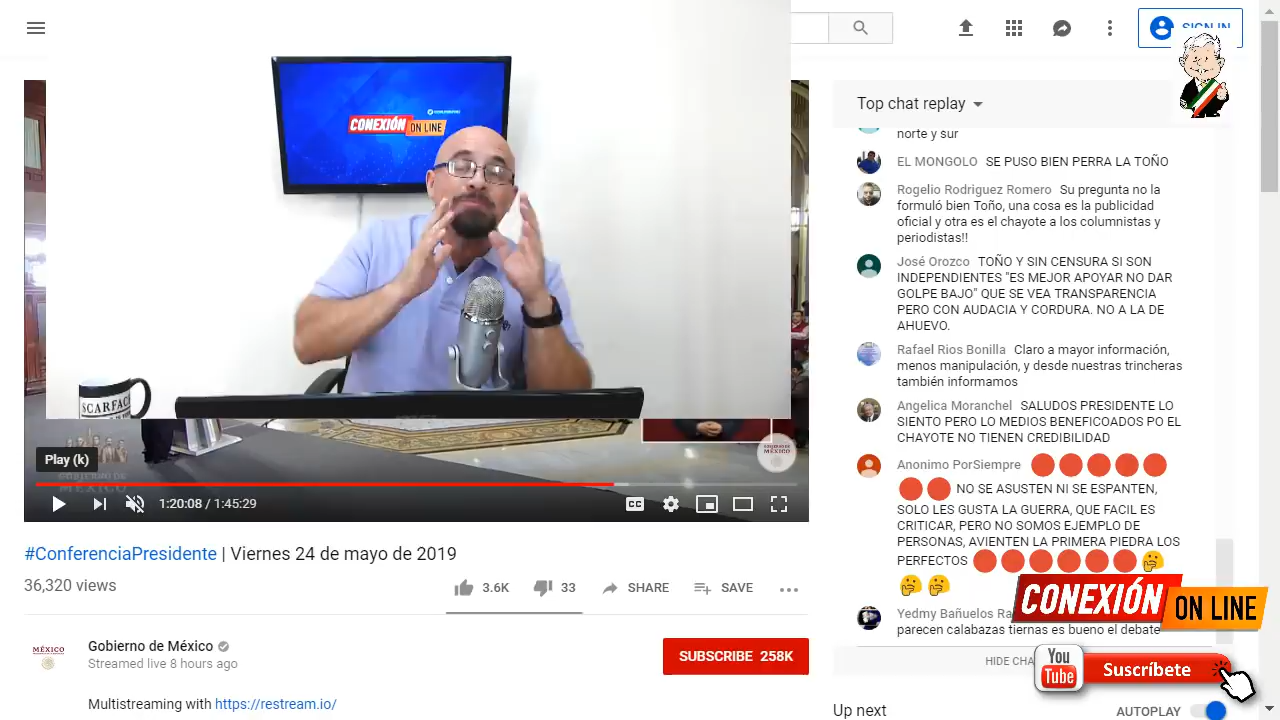 SIGN IN
CONEXIÓN ON LINE
SCARFACE
Play (k)
GOBIERNO DE
MÉXICO
CC
1:20:08 / 1:45:29
#ConferenciaPresidente | Viernes 24 de mayo de 2019
36,320 views
3.6K
33
SHARE
SAVE
Gobierno de México
Streamed live 8 hours ago
SUBSCRIBE 258K
MÉXICO
Multistreaming with https://restream.io/
Top chat replay
norte y sur
EL MONGOLO SE PUSO BIEN PERRA LA TOÑO
Rogelio Rodriguez Romero Su pregunta no la
formuló bien Toño, una cosa es la publicidad
oficial y otra es el chayote a los columnistas y
periodistas!!
José Orozco TOÑO Y SIN CENSURA SI SON
INDEPENDIENTES "ES MEJOR APOYAR NO DAR
GOLPE BAJO" QUE SE VEA TRANSPARENCIA
PERO CON AUDACIA Y CORDURA. NO A LA DE
AHUEVO.
Rafael Rios Bonilla Claro a mayor información,
menos manipulación, y desde nuestras trincheras
también informamos
Angelica Moranchel SALUDOS PRESIDENTE LO
SIENTO PERO LO MEDIOS BENEFICOADOS PO EL
CHAYOTE NO TIENEN CREDIBILIDAD
Anonimo PorSiempre
NO SE ASUSTEN NI SE ESPANTEN,
SOLO LES GUSTA LA GUERRA, QUE FACIL ES
CRITICAR, PERO NO SOMOS EJEMPLO DE
PERSONAS, AVIENTEN LA PRIMERA PIEDRA LOS
PERFECTOS
Yedmy Bañuelos
parecen calabazas tiernas es bueno el debate
CONEXIÓN ON LINE
HIDE
You
Tube
Suscríbete
Up next
AUTOPLAY